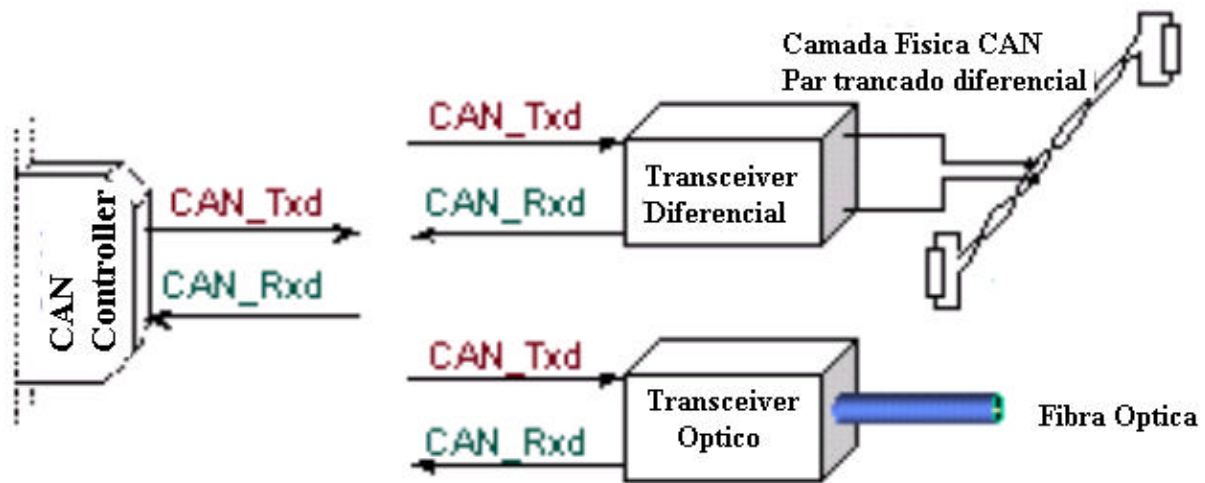 Camada Fisica CAN
Par trancado diferencial
CAN_Txd
CAN_Rxd
Transceiver
Diferencial
CAN
Controller
CAN_Txd
CAN_Rxd
CAN_Txd
CAN_Rxd
Transceiver
Optico
Fibra Optica